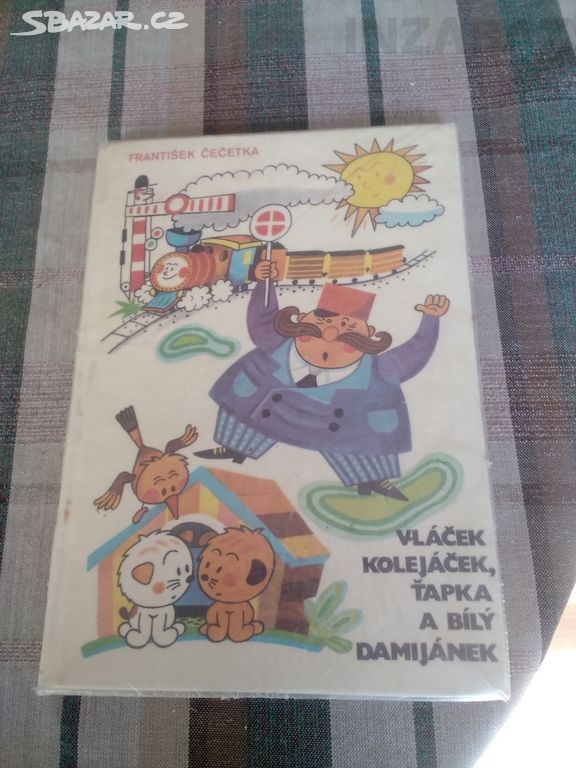 SBAZAR.CZ
FRANTIŠEK ČEČETKA
VLÁČEK
KOLEJÁČEK,
ŤAPKA
A BÍLÝ
DAMIJÁNEK